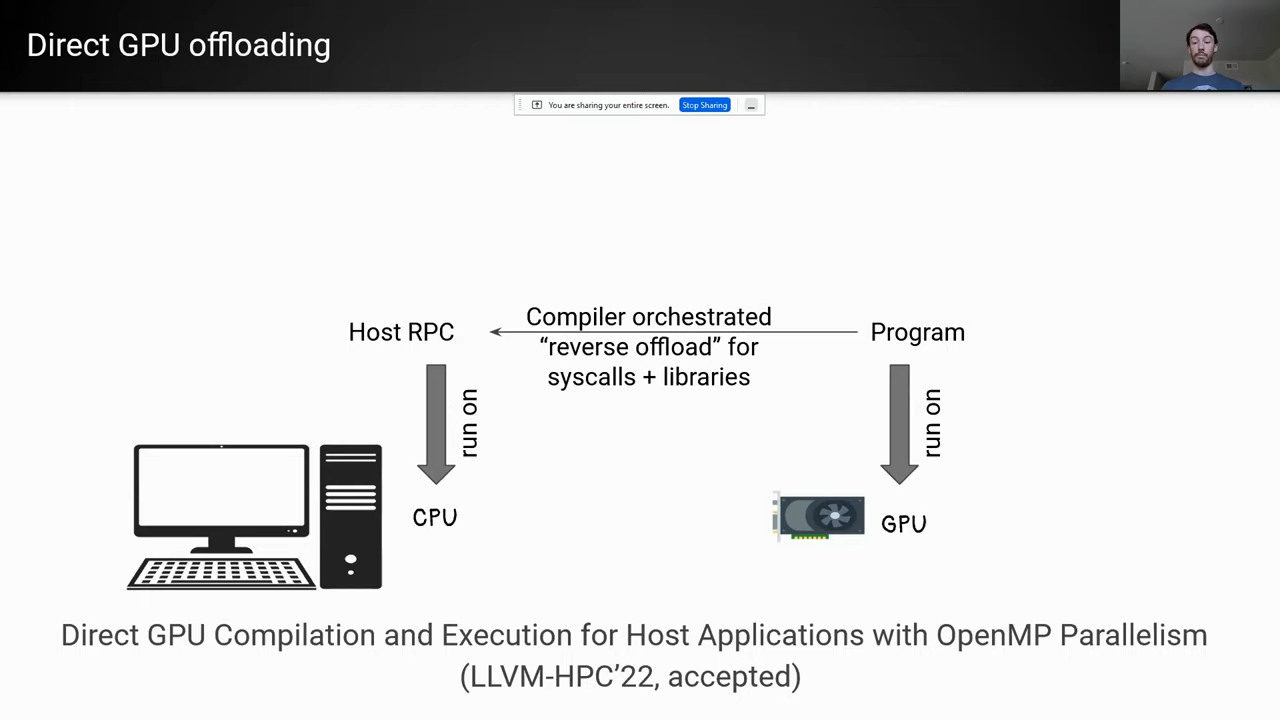 Direct GPU offloading
You are sharing your entire screen.
Stop Sharing
Compiler orchestrated
Host RPC
Program
“reverse offload” for
syscalls + libraries
run on
run on
CPU
GPU
Direct GPU Compilation and Execution for Host Applications with OpenMP Parallelism
(LLVM-HPC’22, accepted)